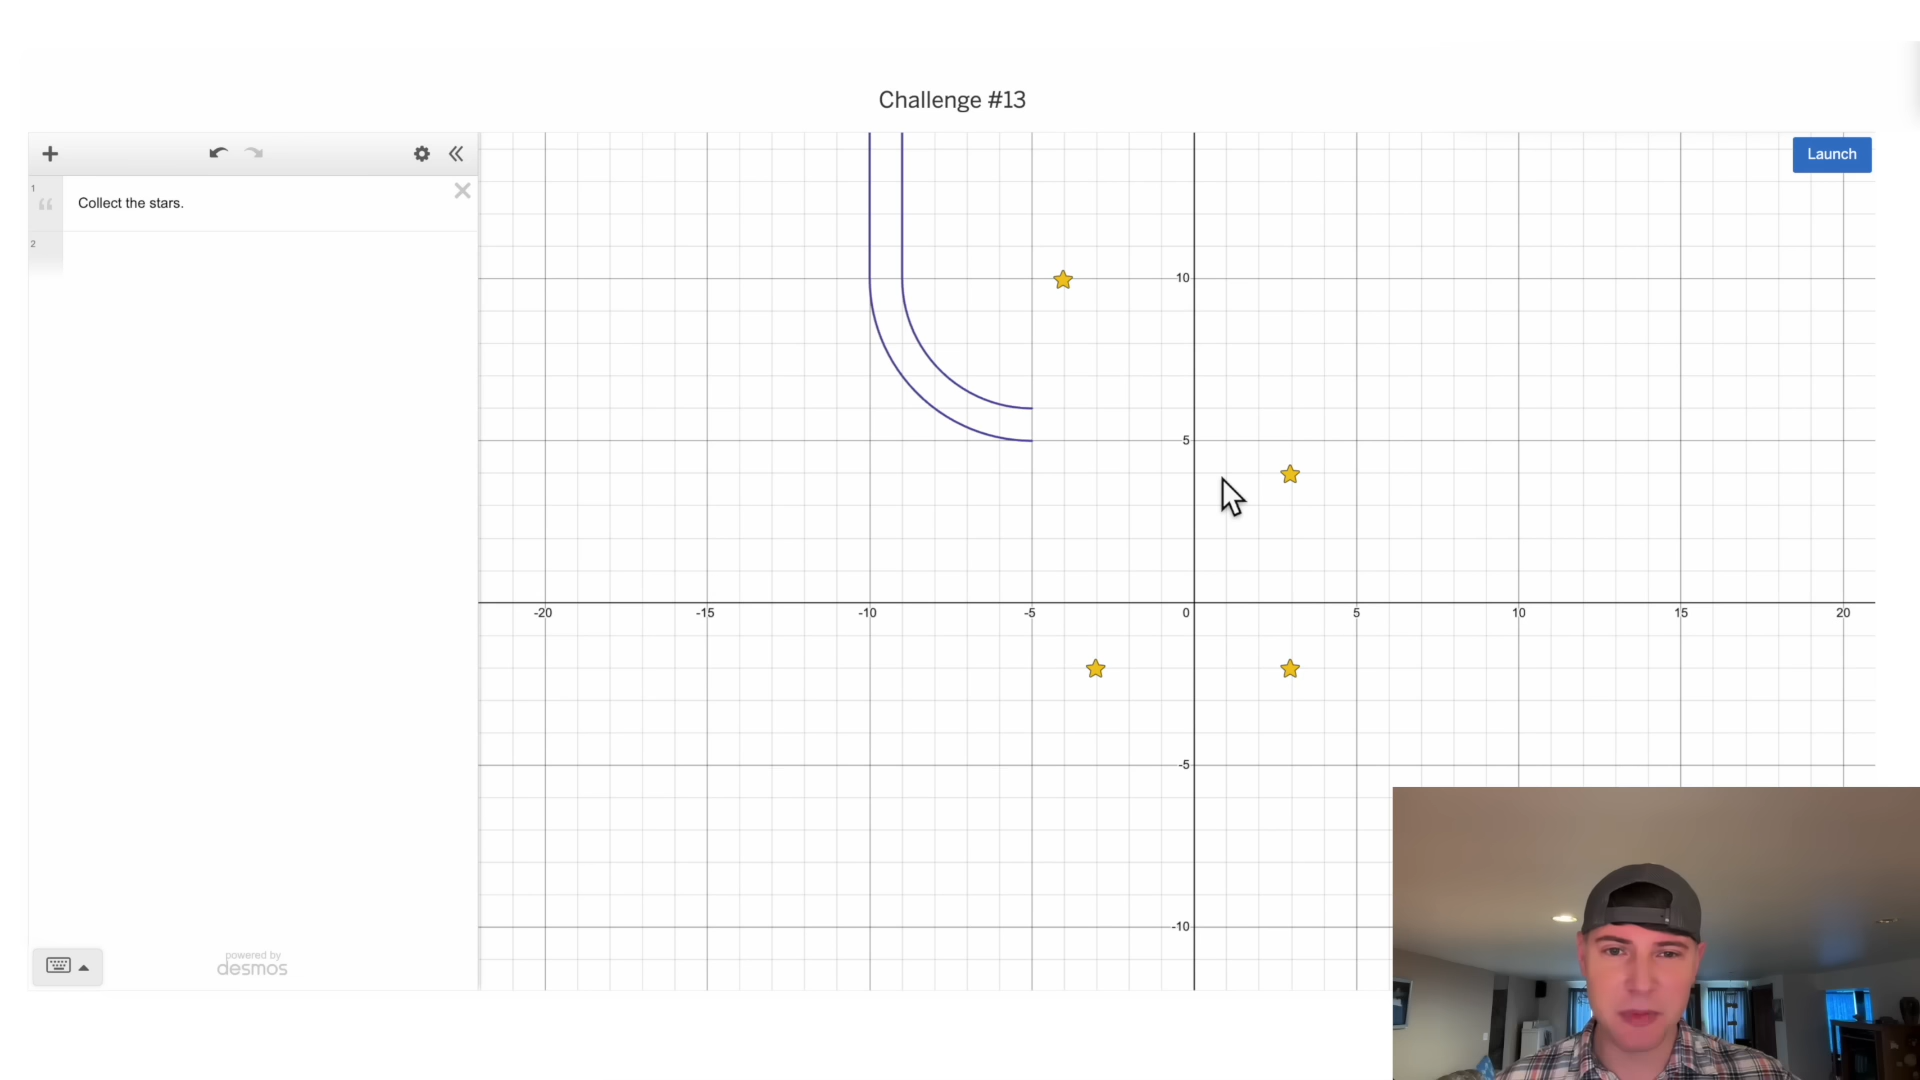 Challenge #13
Launch
1
Collect the stars.
2
10
5
-20 -15 -10 -5 0 5 10 15 20
-5
-10
powered by
desmos